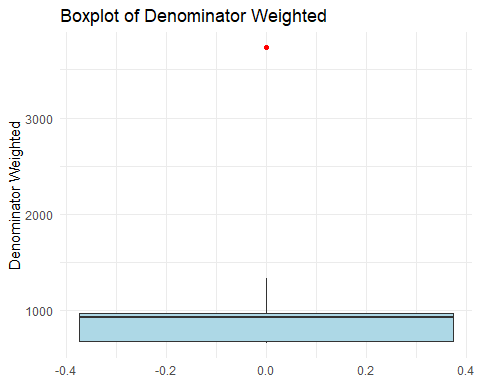 Boxplot of Denominator Weighted
Denominator Weighted
3000
2000
1000
-0.4 -0.2 0.0 0.2 0.4